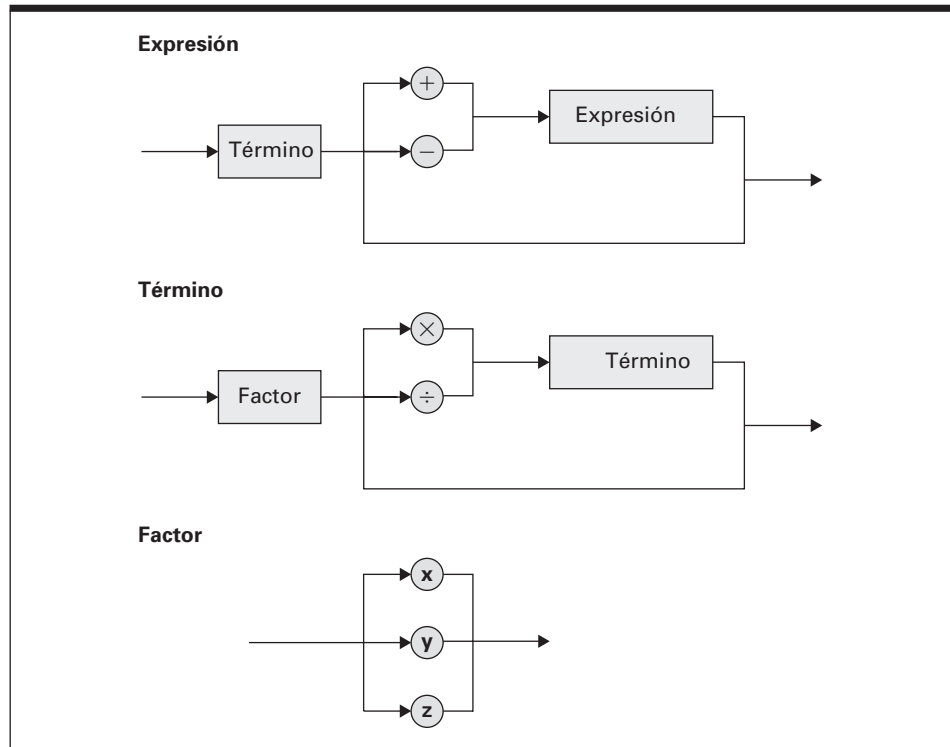 Expresión
+
Término
−
Expresión
Término
×
Factor
÷
Término
Factor
x
y
z